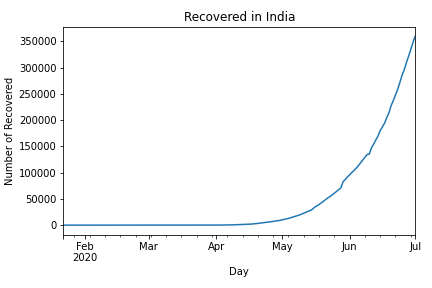 Recovered in India
Number of Recovered
350000
300000
250000
200000
150000
100000
50000
0
Feb
2020
Mar
Apr
May
Jun
Jul
Day